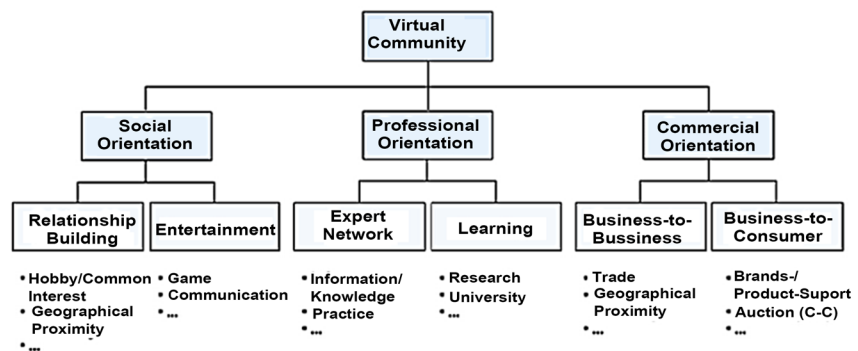 Virtual
Community
Social
Orientation
Professional
Orientation
Commercial
Orientation
Relationship
Building
Entertainment
Expert
Network
Learning
Business-to-
Bussiness
Business-to-
Consumer
• Hobby/Common
Interest
• Geographical
Proximity
• ...
• Game
• Communication
• ...
• Information/
Knowledge
• Practice
• ...
• Research
• University
• ...
• Trade
• Geographical
Proximity
• ...
• Brands-/
Product-Suport
• Auction (C-C)
• ...